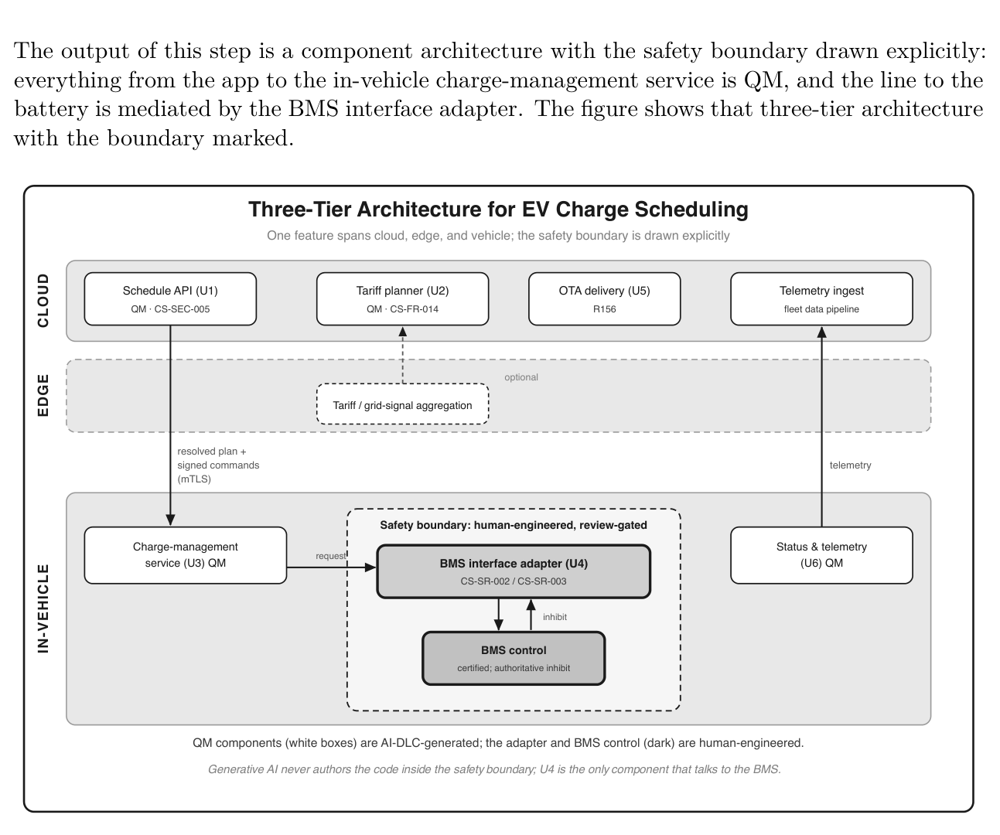 The output of this step is a component architecture with the safety boundary drawn explicitly:
everything from the app to the in-vehicle charge-management service is QM, and the line to the
battery is mediated by the BMS interface adapter. The figure shows that three-tier architecture
with the boundary marked.
Three-Tier Architecture for EV Charge Scheduling
One feature spans cloud, edge, and vehicle; the safety boundary is drawn explicitly
CLOUD
Schedule API (U1)
QM · CS-SEC-005
Tariff planner (U2)
QM · CS-FR-014
OTA delivery (U5)
R156
Telemetry ingest
fleet data pipeline
EDGE
optional
Tariff / grid-signal aggregation
resolved plan +
signed commands
(mTLS)
telemetry
IN-VEHICLE
Charge-management
service (U3) QM
request
Safety boundary: human-engineered, review-gated
BMS interface adapter (U4)
CS-SR-002 / CS-SR-003
inhibit
BMS control
certified; authoritative inhibit
Status & telemetry
(U6) QM
QM components (white boxes) are AI-DLC-generated; the adapter and BMS control (dark) are human-engineered.
Generative AI never authors the code inside the safety boundary; U4 is the only component that talks to the BMS.